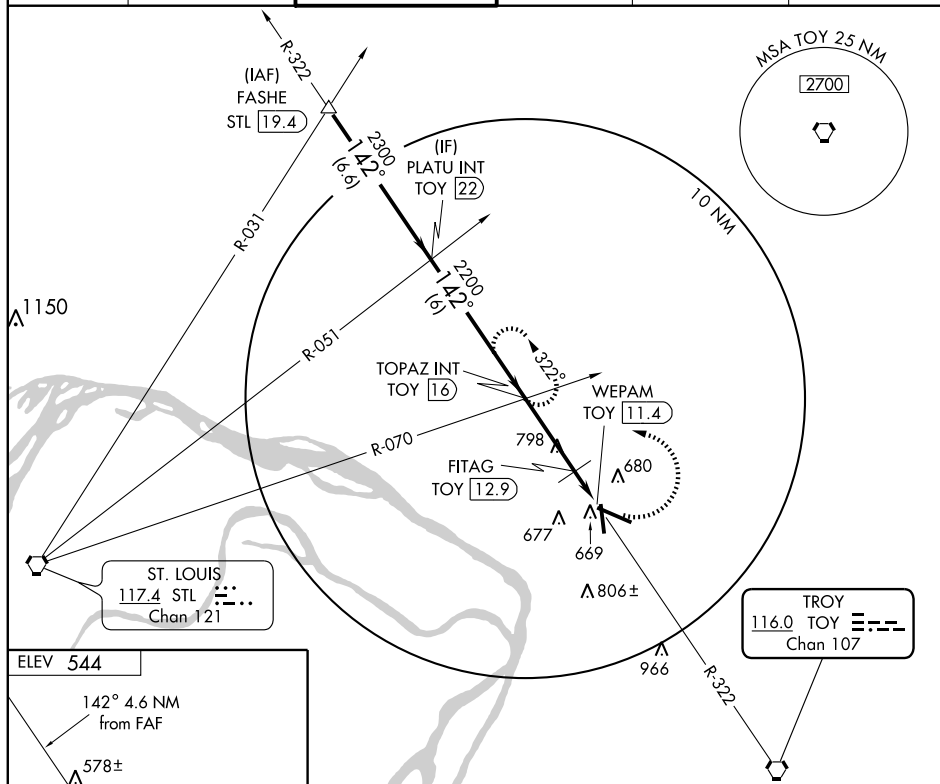 MSA TOY 25 NM
2700
R-322
(IAF)
FASHE
STL 19.4
2300
142°
(6.6)
(IF)
PLATU INT
TOY 22
10 NM
R-031
2200
142°
(6)
1150
R-051
322°
TOPAZ INT
TOY 16
WEPAM
TOY 11.4
R-070
798
680
FITAG
TOY 12.9
677
669
806±
ST. LOUIS
117.4 STL
Chan 121
TROY
116.0 TOY
Chan 107
966
R-322
ELEV 544
142° 4.6 NM
from FAF
578±